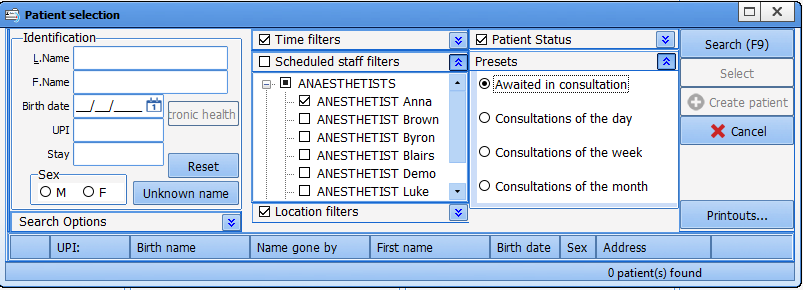 Patient selection
Identification
L.Name
F.Name
Birth date __/__/____
tronic health
UPI
Stay
Reset
Sex
M F
Unknown name
Search Options
Time filters
Scheduled staff filters
ANAESTHETISTS
ANESTHETIST Anna
ANESTHETIST Brown
ANESTHETIST Byron
ANESTHETIST Blairs
ANESTHETIST Demo
ANESTHETIST Luke
Location filters
Patient Status
Presets
Awaited in consultation
Consultations of the day
Consultations of the week
Consultations of the month
Search (F9)
Select
Create patient
Cancel
Printouts...
UPI: Birth name Name gone by First name Birth date Sex Address
0 patient(s) found